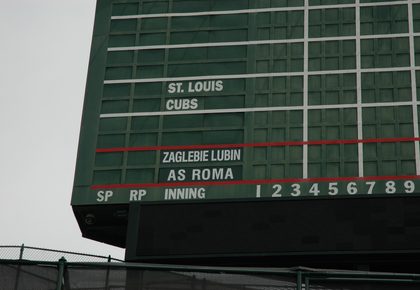 ST. LOUIS
CUBS
ZAGLEBIE LUBIN
AS ROMA
SP RP INNING 1 2 3 4 5 6 7 8 9